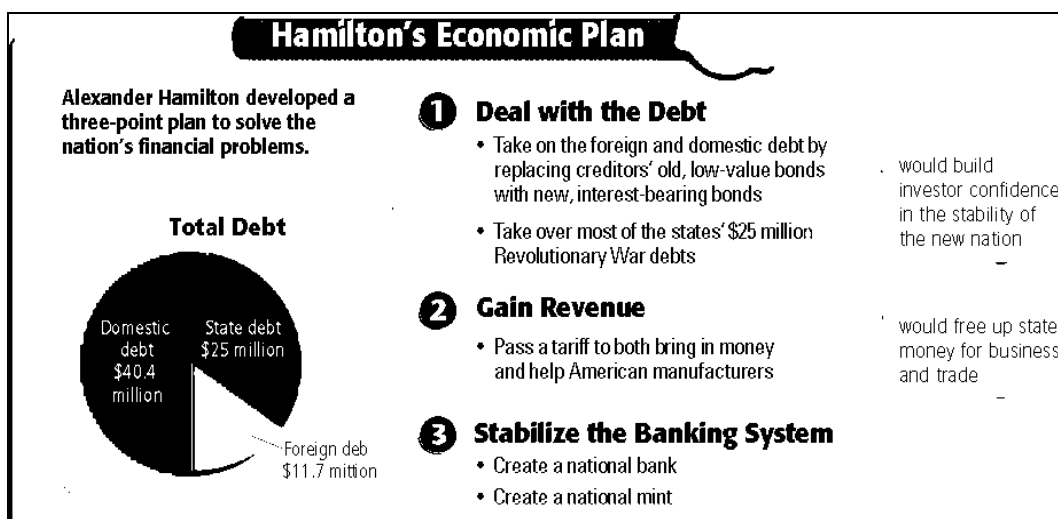 Hamilton's Economic Plan
Alexander Hamilton developed a
three-point plan to solve the
nation's financial problems.
Total Debt
Domestic
debt
$40.4
million
State debt
$25 million
Foreign deb
$11.7 mittion
1 Deal with the Debt
• Take on the foreign and domestic debt by
replacing creditors' old, low-value bonds
with new, interest-bearing bonds
• Take over most of the states' $25 million
Revolutionary War debts
2 Gain Revenue
• Pass a tariff to both bring in money
and help American manufacturers
3 Stabilize the Banking System
• Create a national bank
• Create a national mint
would build
investor confidence
in the stability of
the new nation
would free up state
money for business
and trade